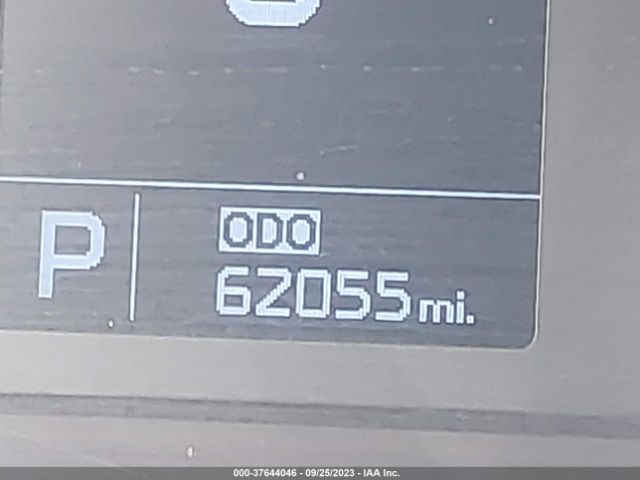 P
ODO
62055 mi.
000-37644046 - 09/25/2023 - IAA Inc.